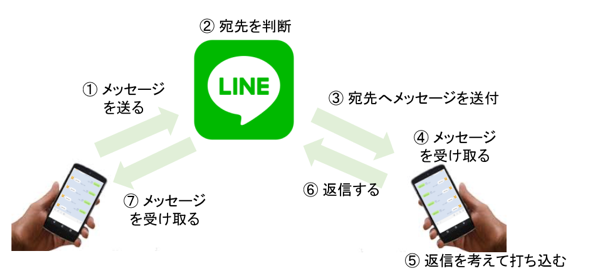 ② 宛先を判断
LINE
① メッセージ
を送る
③ 宛先へメッセージを送付
④ メッセージ
を受け取る
⑥ 返信する
⑦ メッセージ
を受け取る
⑤ 返信を考えて打ち込む